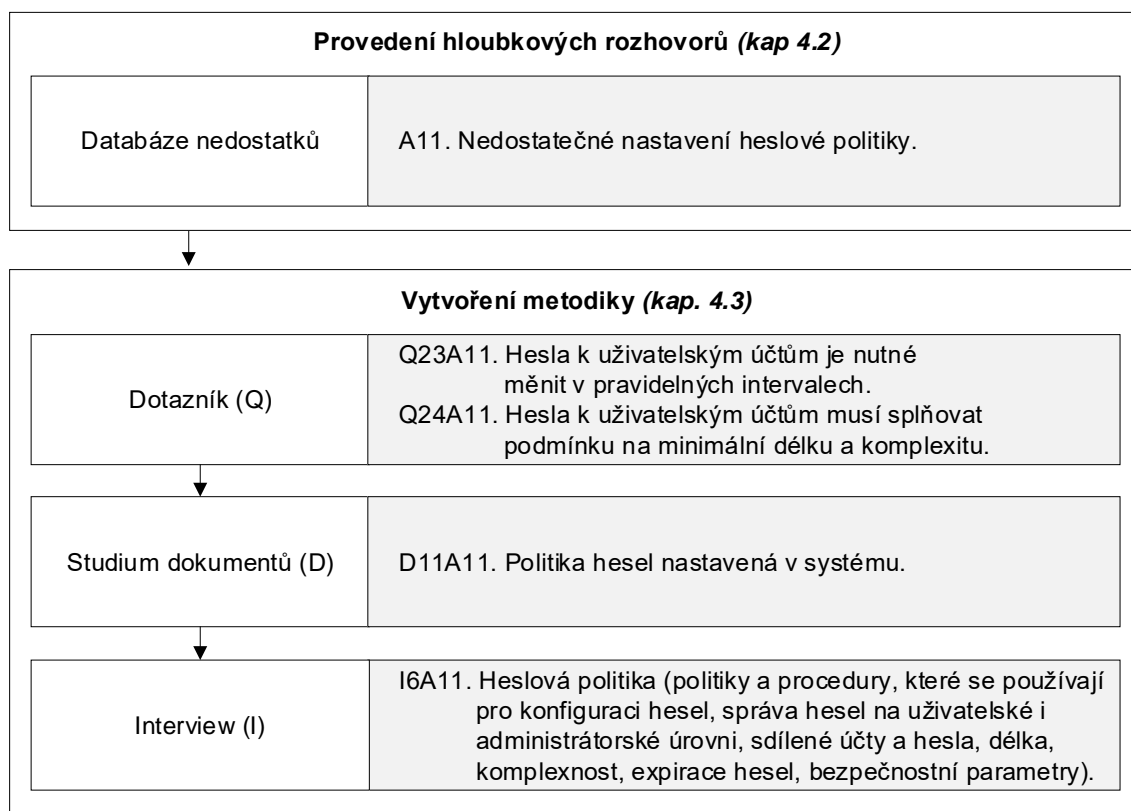 Provedení hloubkových rozhovorů (kap 4.2)
Databáze nedostatků
A11. Nedostatečné nastavení heslové politiky.
Vytvoření metodiky (kap. 4.3)
Dotazník (Q)
Q23A11. Hesla k uživatelským účtům je nutné
měnit v pravidelných intervalech.
Q24A11. Hesla k uživatelským účtům musí splňovat
podmínku na minimální délku a komplexitu.
Studium dokumentů (D)
D11A11. Politika hesel nastavená v systému.
Interview (I)
I6A11. Heslová politika (politiky a procedury, které se používají
pro konfiguraci hesel, správa hesel na uživatelské i
administrátorské úrovni, sdílené účty a hesla, délka,
komplexnost, expirace hesel, bezpečnostní parametry).